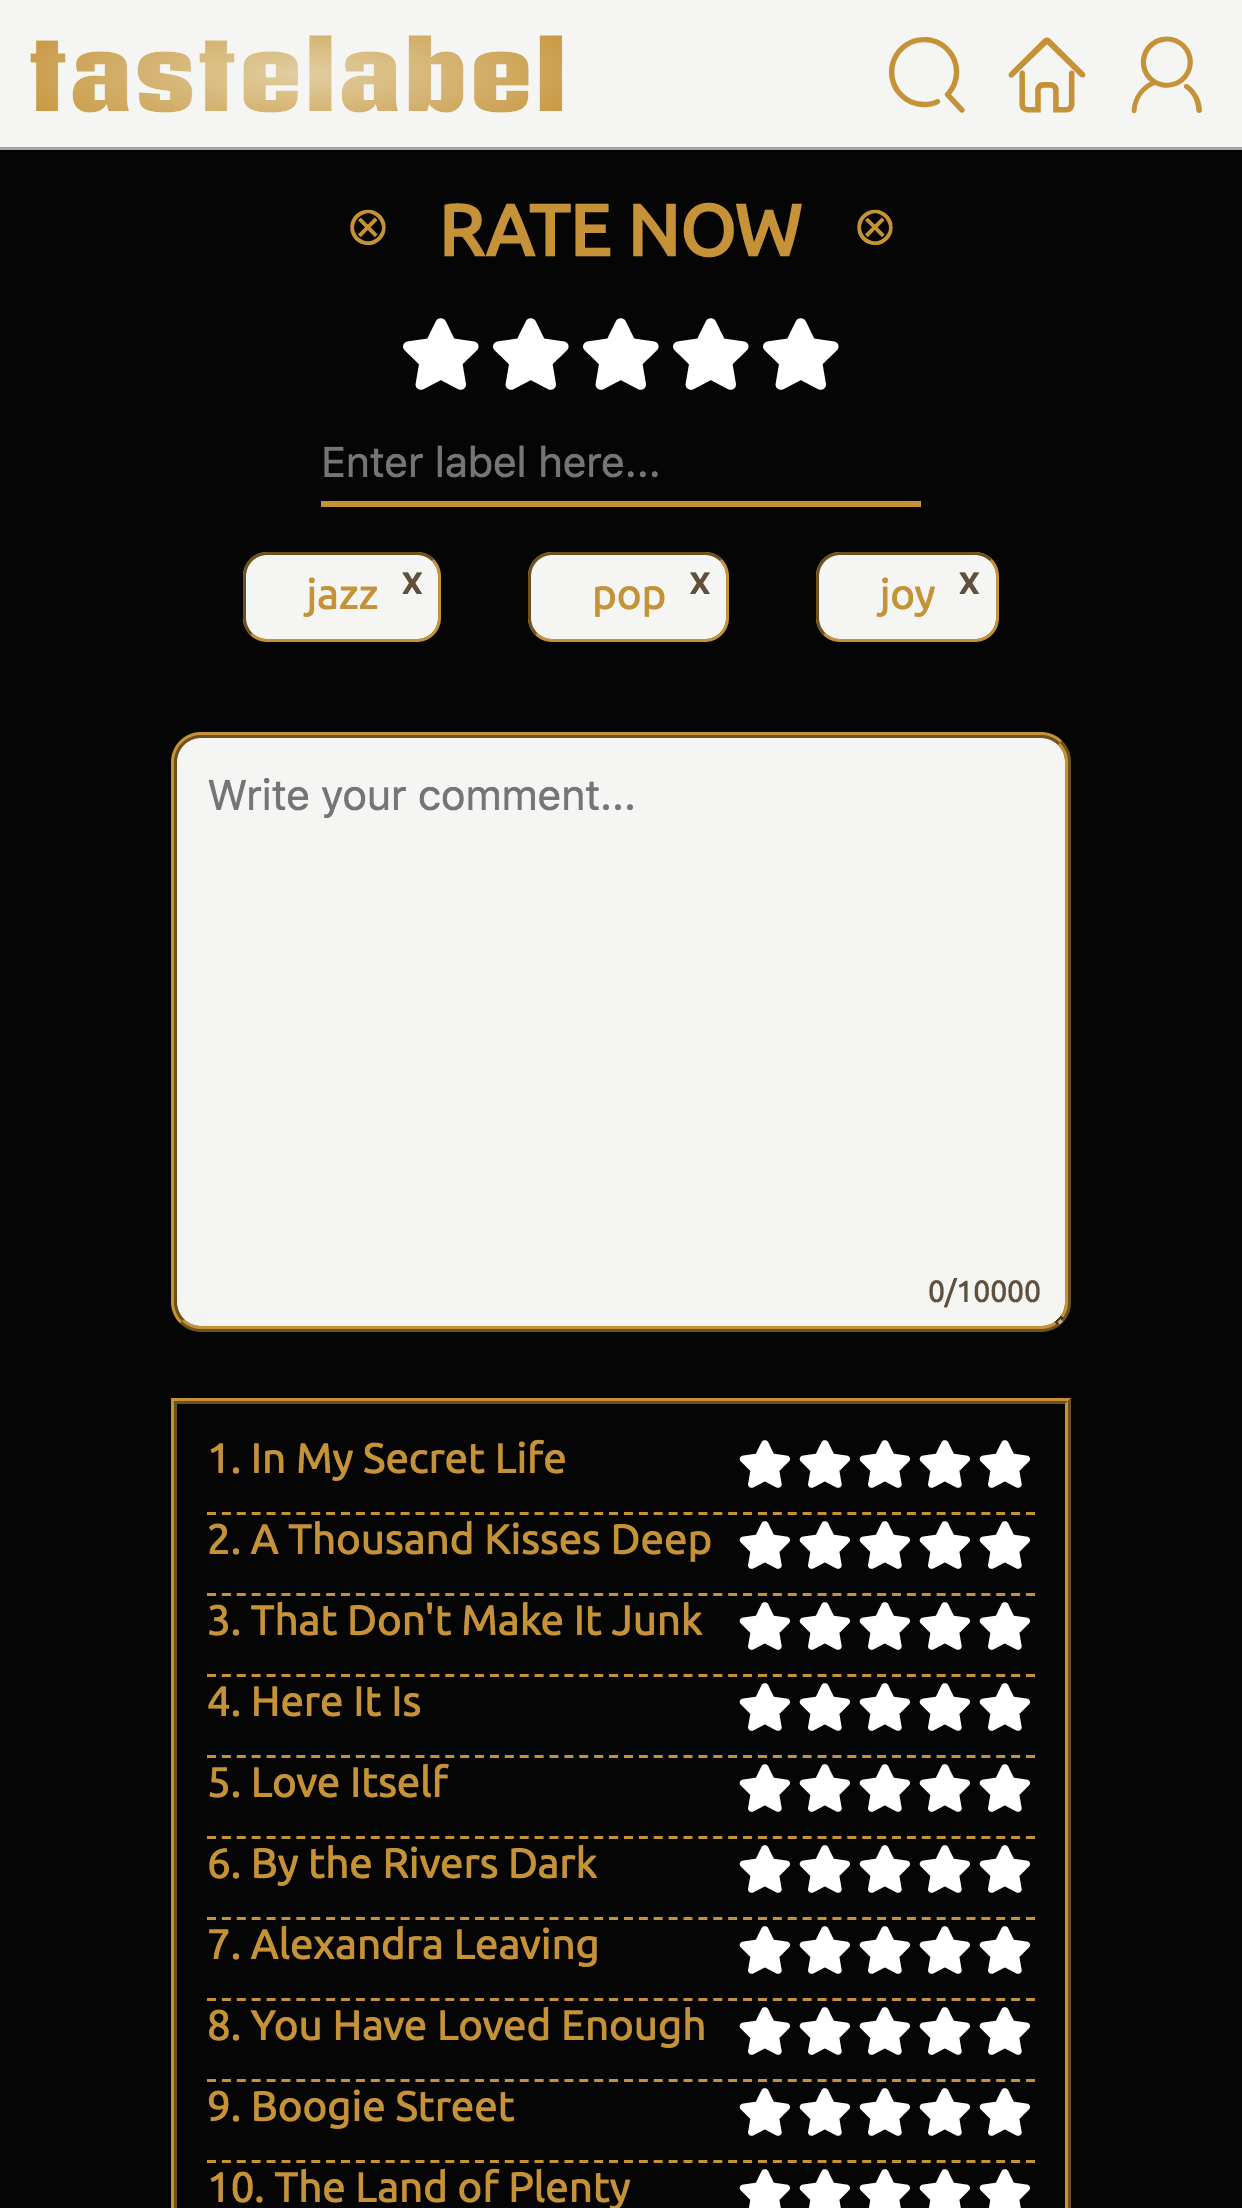 tastelabel
RATE NOW
Enter label here...
jazz x pop x joy x
Write your comment...
0/10000
1. In My Secret Life
2. A Thousand Kisses Deep
3. That Don't Make It Junk
4. Here It Is
5. Love Itself
6. By the Rivers Dark
7. Alexandra Leaving
8. You Have Loved Enough
9. Boogie Street
10. The Land of Plenty